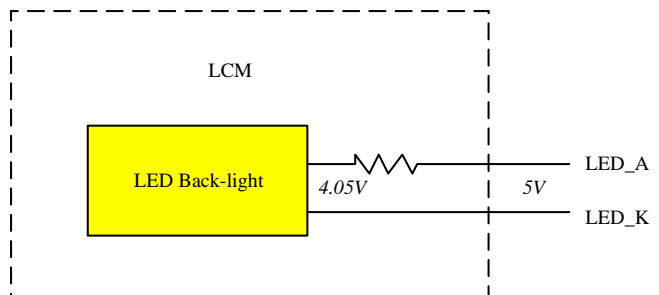 LCM
LED Back-light
4.05V
5V
LED_A
LED_K